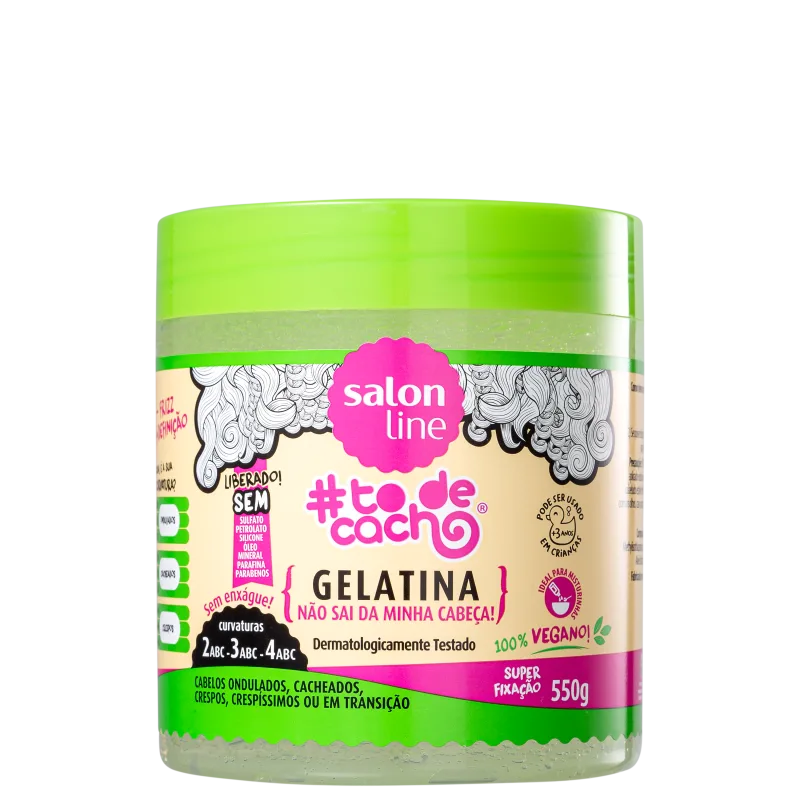 salon
line
- FRIZZ
LIBERADO!
SEM
SULFATO
PETROLATO
SILICONE
ÓLEO
MINERAL
PARAFINA
PARABENOS
#to de
cacho®
PODE SER USADO
+3 ANOS
EM CRIANÇAS
{ GELATINA }
NÃO SAI DA MINHA CABEÇA!
IDEAL PARA MISTURINHAS
Sem enxágue!
curvaturas
2ABC - 3ABC - 4ABC
Dermatologicamente Testado
100% VEGANO!
CABELOS ONDULADOS, CACHEADOS,
CRESPOS, CRESPÍSSIMOS OU EM TRANSIÇÃO
SUPER
FIXAÇÃO
550g
#todecacho